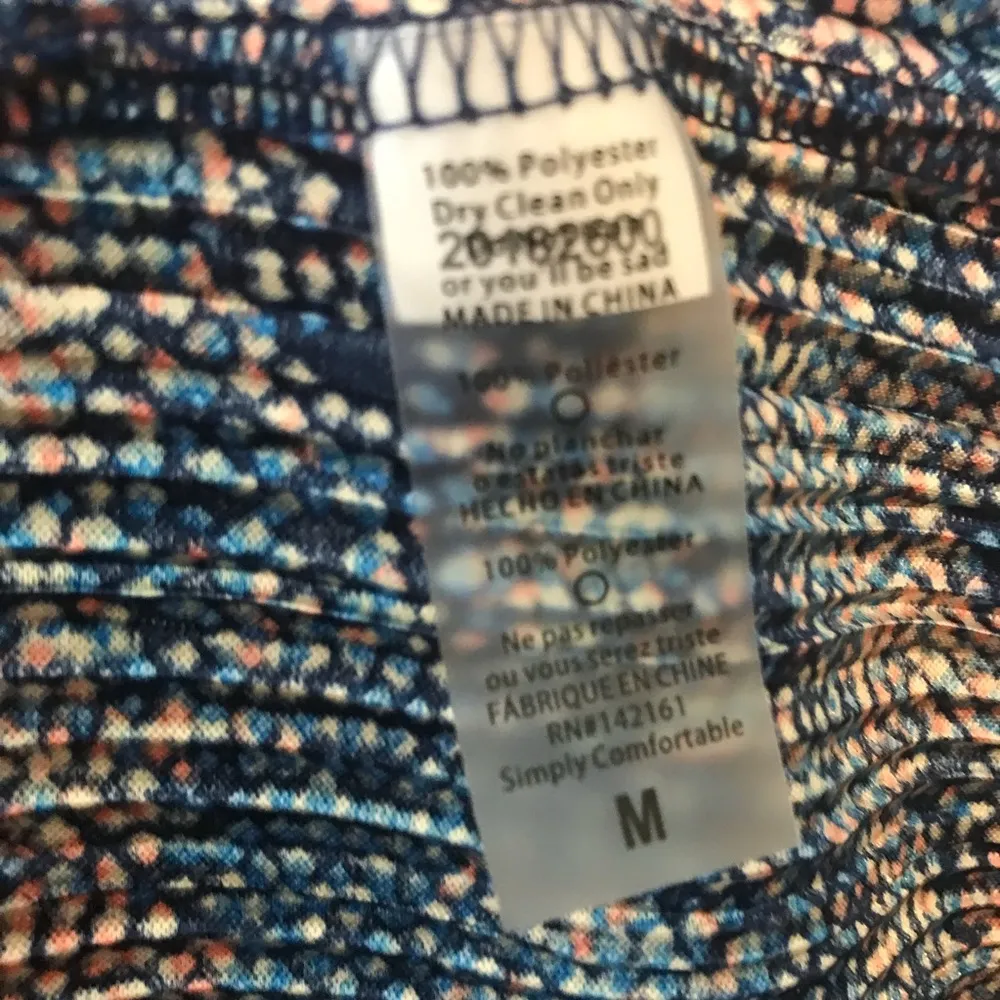 100% Polyester
Dry Clean Only
20182600
or you'll be sad
MADE IN CHINA
100% Poliester
No planchar
o estatas triste
HECHO EN CHINA
100% Polyester
Ne pas repasser
ou vous serez triste
FABRIQUE EN CHINE
RN#142161
Simply Comfortable
M